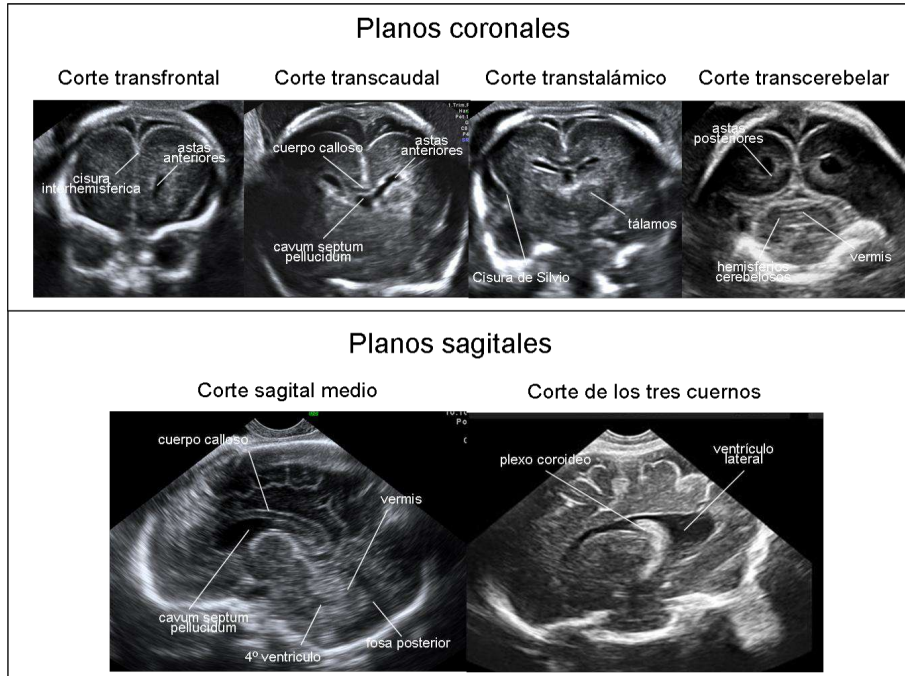 Planos coronales
Corte transfrontal
Corte transcaudal
Corte transtalámico
Corte transcerebelar
cisura
interhemisferica
astas
anteriores
cuerpo calloso
astas
anteriores
cavum septum
pellucidum
Cisura de Silvio
tálamos
astas
posteriores
hemisferios
cerebelosos
vermis
Planos sagitales
Corte sagital medio
Corte de los tres cuernos
cuerpo calloso
vermis
cavum septum
pellucidum
4º ventriculo
fosa posterior
plexo coroideo
ventrículo
lateral